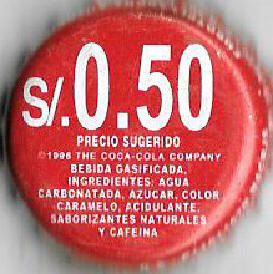 S/.0.50
PRECIO SUGERIDO
©1996 THE COCA-COLA COMPANY
BEBIDA GASIFICADA,
INGREDIENTES: AGUA
CARBONATADA, AZUCAR, COLOR
CARAMELO, ACIDULANTE,
SABORIZANTES NATURALES
Y CAFEINA